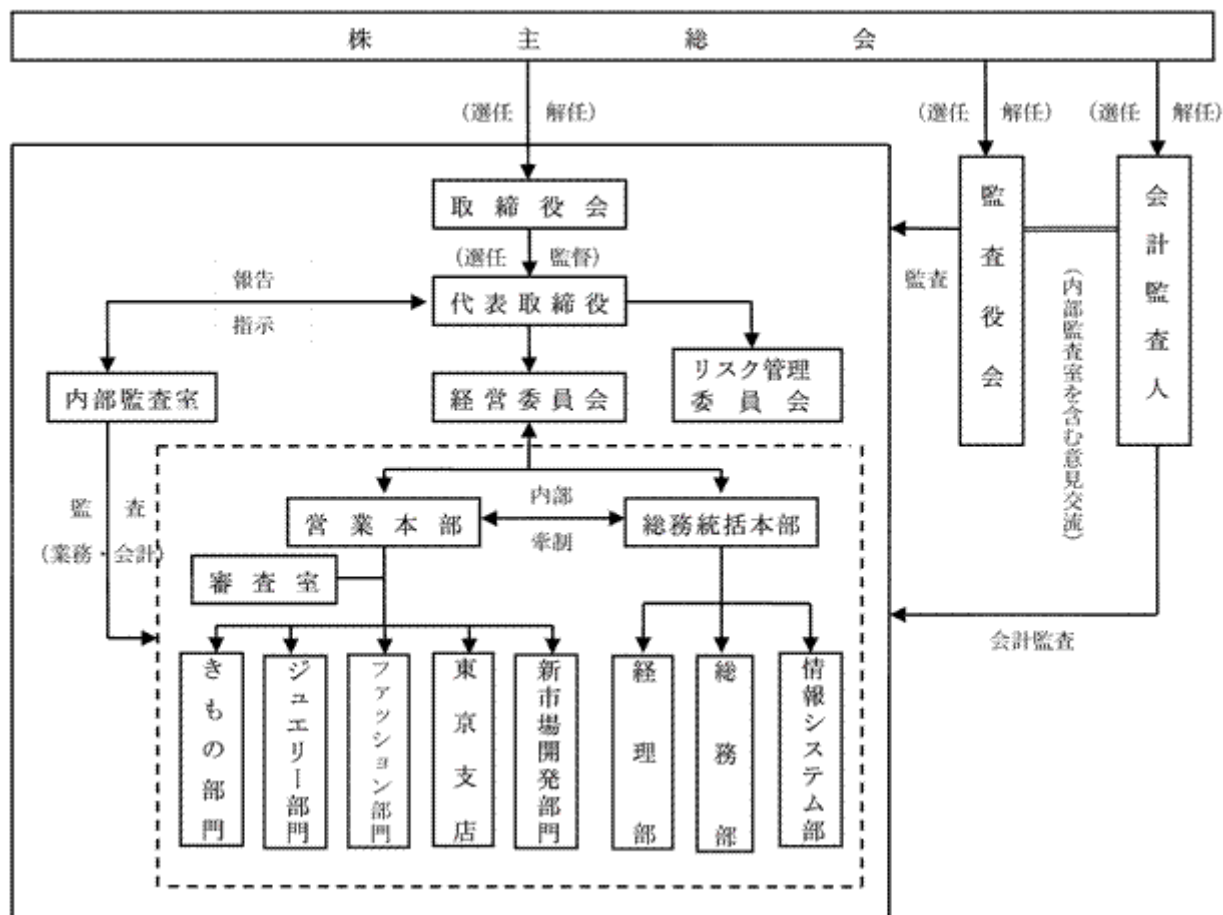 株主総会
(選任 解任)
(選任 解任)
(選任 解任)
取締役会
(選任 監督)
監査役会
会計監査人
監査
(内部監査室を含む意見交流)
報告
指示
代表取締役
内部監査室
経営委員会
リスク管理
委員会
監査
(業務・会計)
営業本部
内部
牽制
総務統括本部
審査室
会計監査
きもの部門
ジュエリー部門
ファッション部門
東京支店
新市場開発部門
経理部
総務部
情報システム部